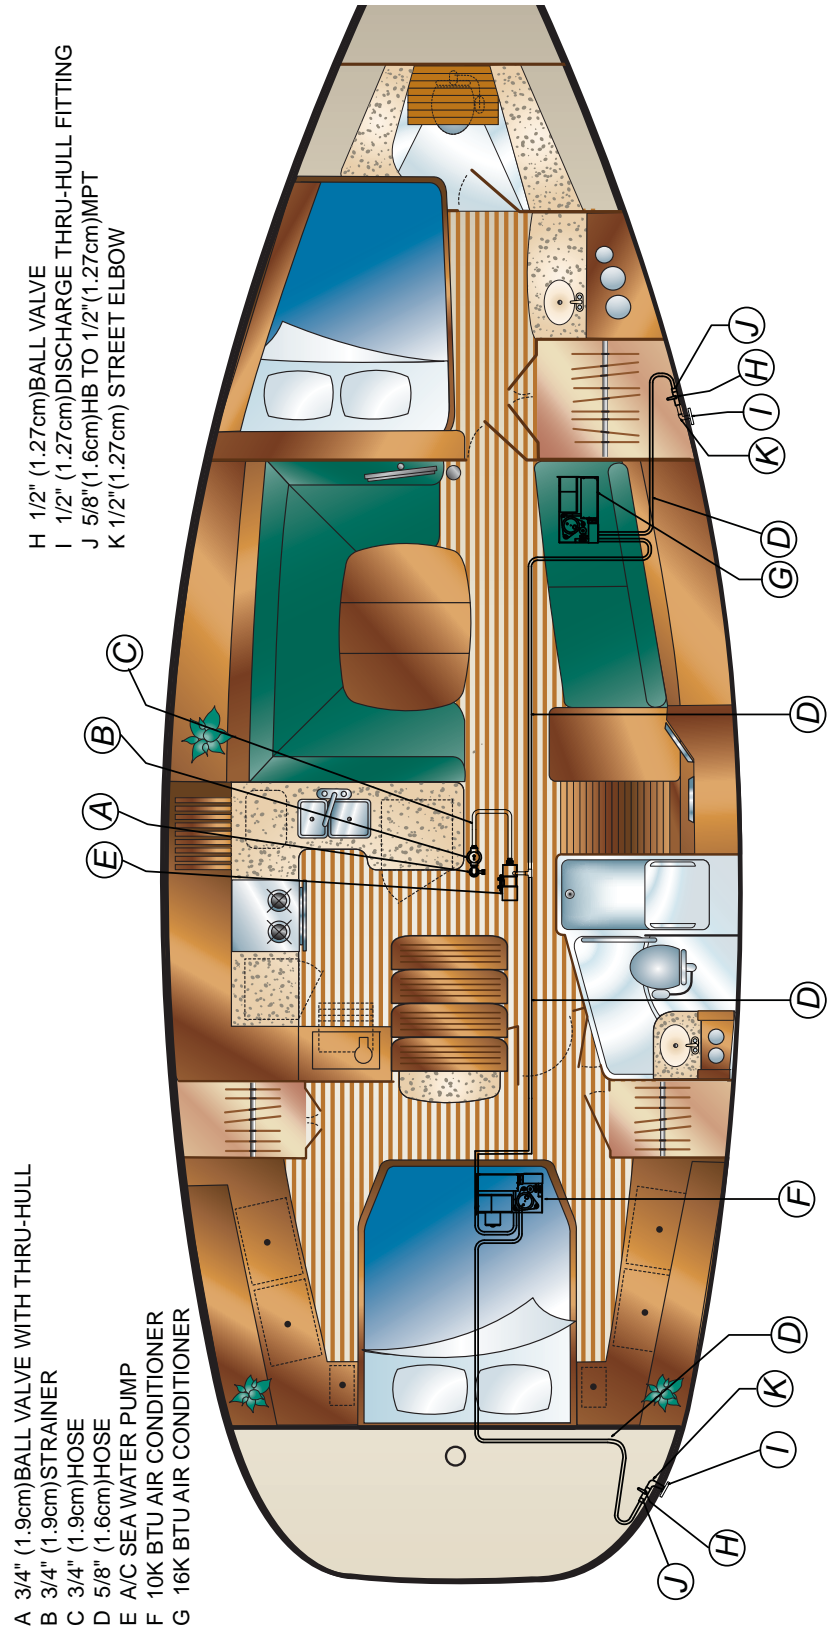 A 3/4" (1.9cm)BALL VALVE WITH THRU-HULL
B 3/4" (1.9cm)STRAINER
C 3/4" (1.9cm)HOSE
D 5/8" (1.6cm)HOSE
E A/C SEA WATER PUMP
F 10K BTU AIR CONDITIONER
G 16K BTU AIR CONDITIONER
H 1/2" (1.27cm)BALL VALVE
I 1/2" (1.27cm)DISCHARGE THRU-HULL FITTING
J 5/8"(1.6cm)HB TO 1/2"(1.27cm)MPT
K 1/2"(1.27cm) STREET ELBOW
E
A
B
C
J
H
I
K
D
K
I
H
J
F
D
D
G
D